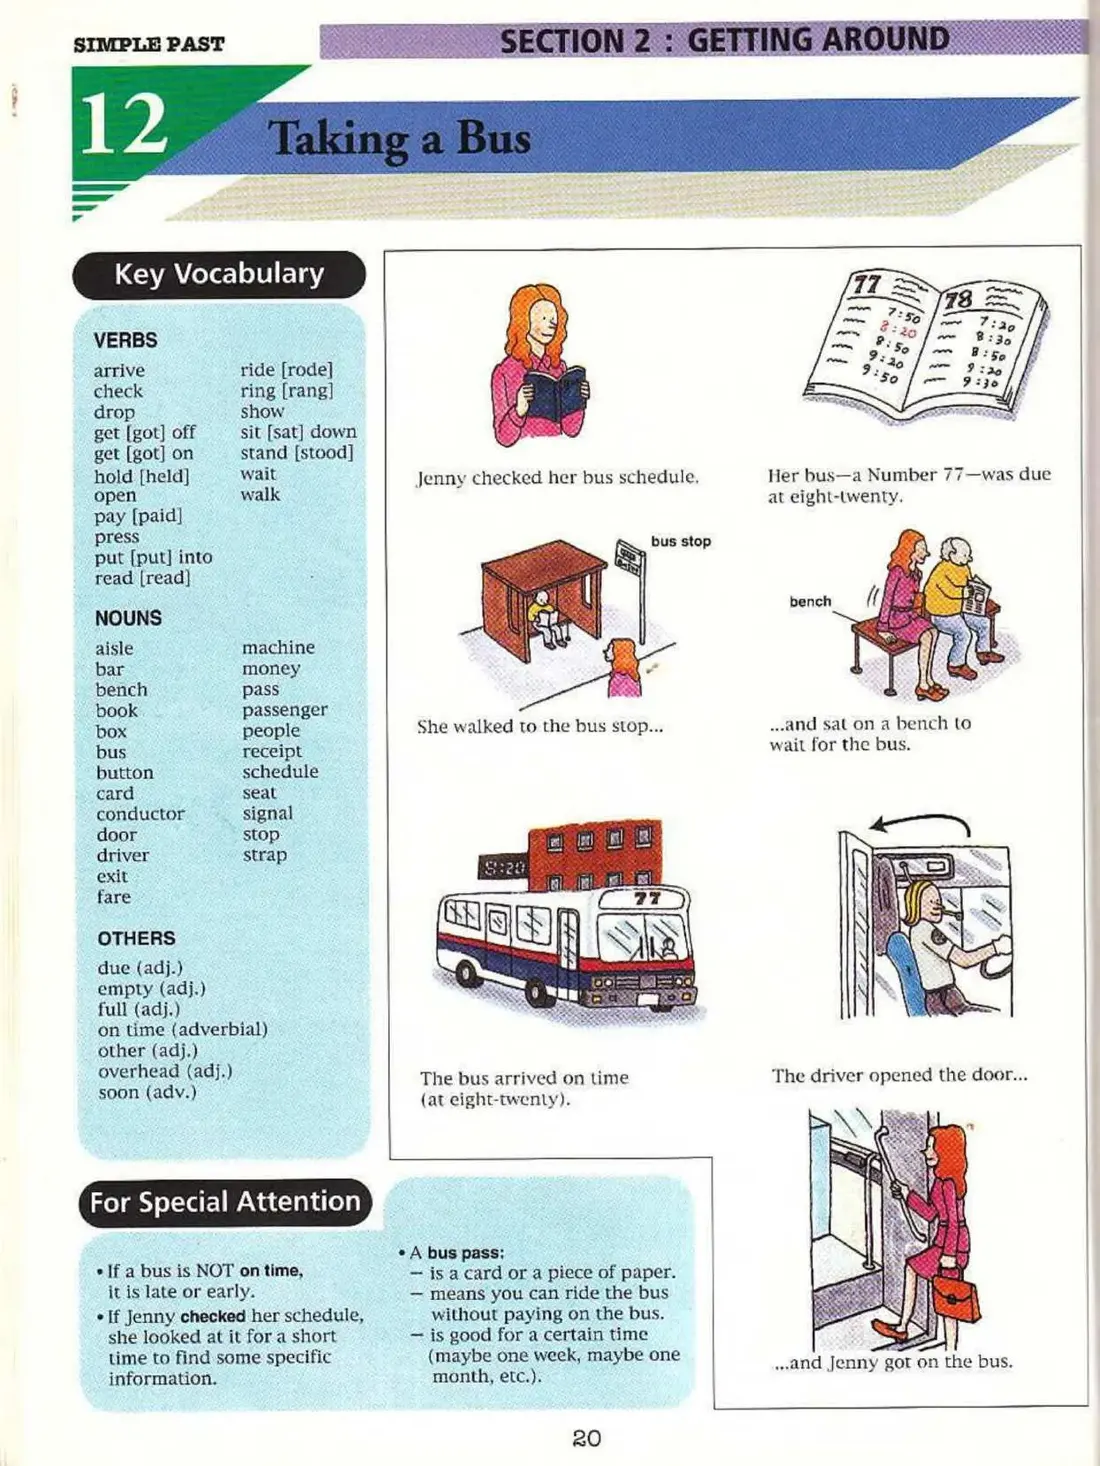 SIMPLE PAST
SECTION 2 : GETTING AROUND
12
Taking a Bus
Key Vocabulary
VERBS
arrive
check
drop
get [got] off
get [got] on
hold [held]
open
pay [paid]
press
put [put] into
read [read]
ride [rode]
ring [rang]
show
sit [sat] down
stand [stood]
wait
walk
NOUNS
aisle
bar
bench
book
box
bus
button
card
conductor
door
driver
exit
fare
machine
money
pass
passenger
people
receipt
schedule
seat
signal
stop
strap
OTHERS
due (adj.)
empty (adj.)
full (adj.)
on time (adverbial)
other (adj.)
overhead (adj.)
soon (adv.)
Jenny checked her bus schedule.
77
7:50
8:20
8:50
9:20
9:50
78
7:20
8:30
8:50
9:20
9:30
Her bus—a Number 77—was due
at eight-twenty.
bus stop
She walked to the bus stop...
bench
...and sat on a bench to
wait for the bus.
8:20
77
The bus arrived on time
(at eight-twenty).
The driver opened the door...
...and Jenny got on the bus.
For Special Attention
• If a bus is NOT on time,
it is late or early.
• If Jenny checked her schedule,
she looked at it for a short
time to find some specific
information.
• A bus pass:
– is a card or a piece of paper.
– means you can ride the bus
without paying on the bus.
– is good for a certain time
(maybe one week, maybe one
month, etc.).
20